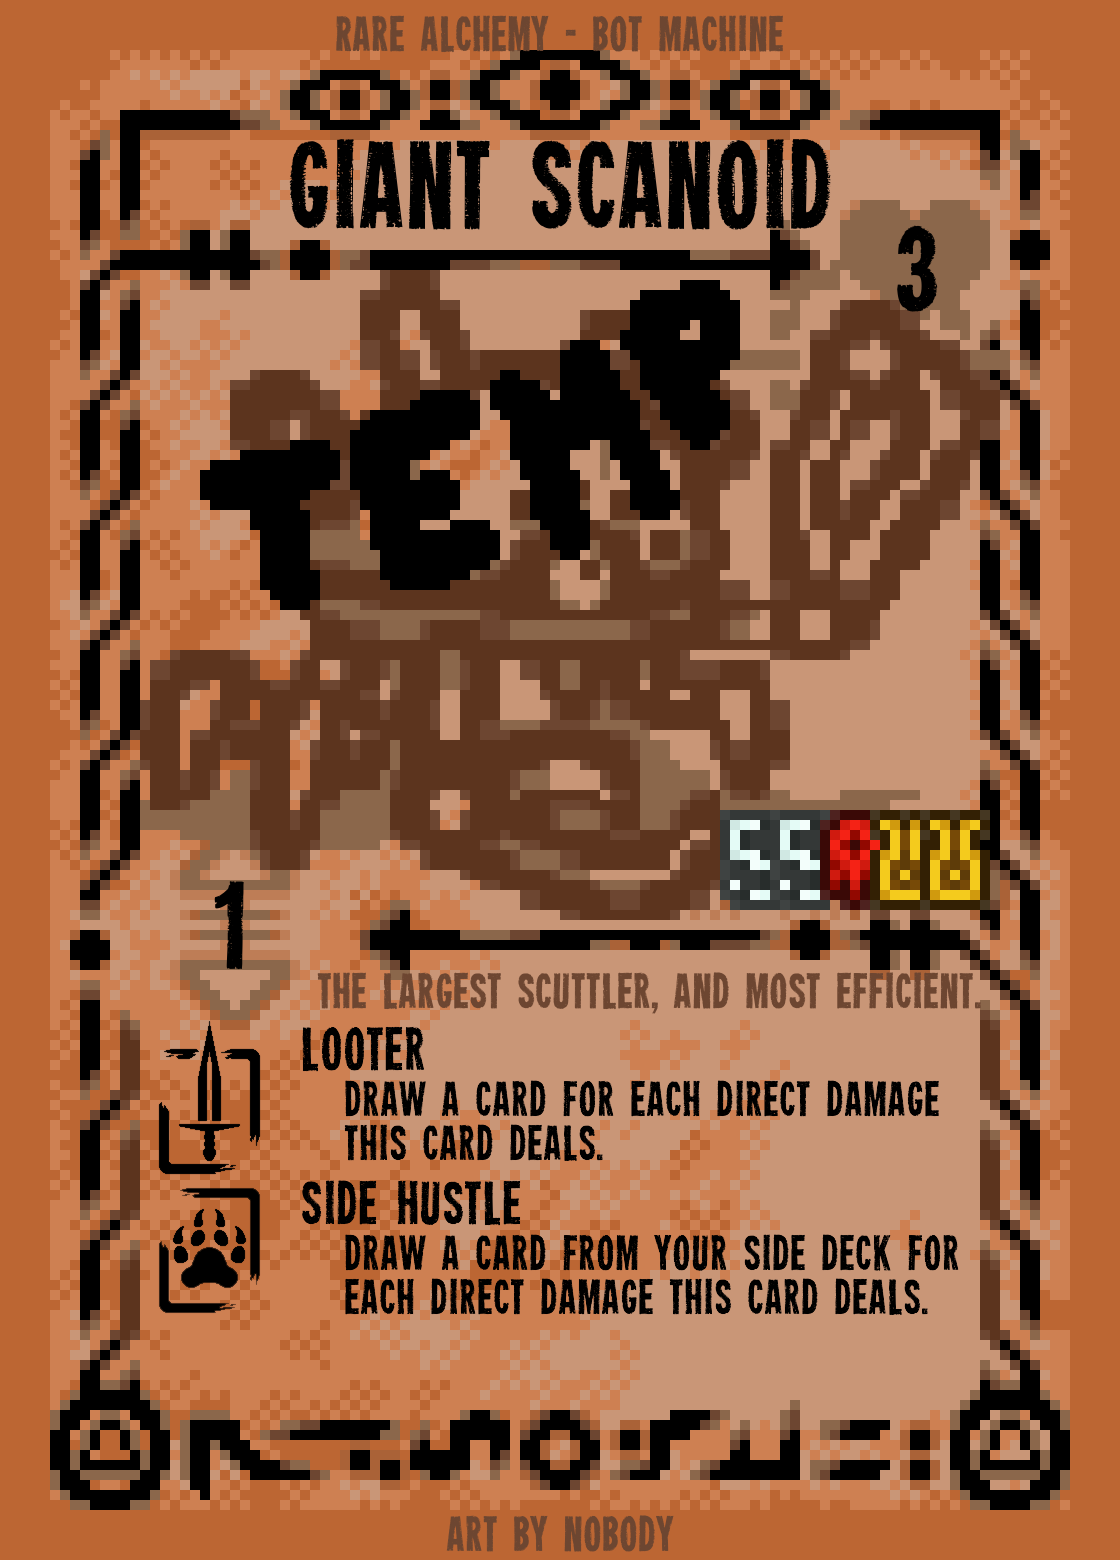 RARE ALCHEMY - BOT MACHINE
GIANT SCANOID
3
TEMP
1
THE LARGEST SCUTTLER, AND MOST EFFICIENT.
LOOTER
DRAW A CARD FOR EACH DIRECT DAMAGE
THIS CARD DEALS.
SIDE HUSTLE
DRAW A CARD FROM YOUR SIDE DECK FOR
EACH DIRECT DAMAGE THIS CARD DEALS.
ART BY NOBODY